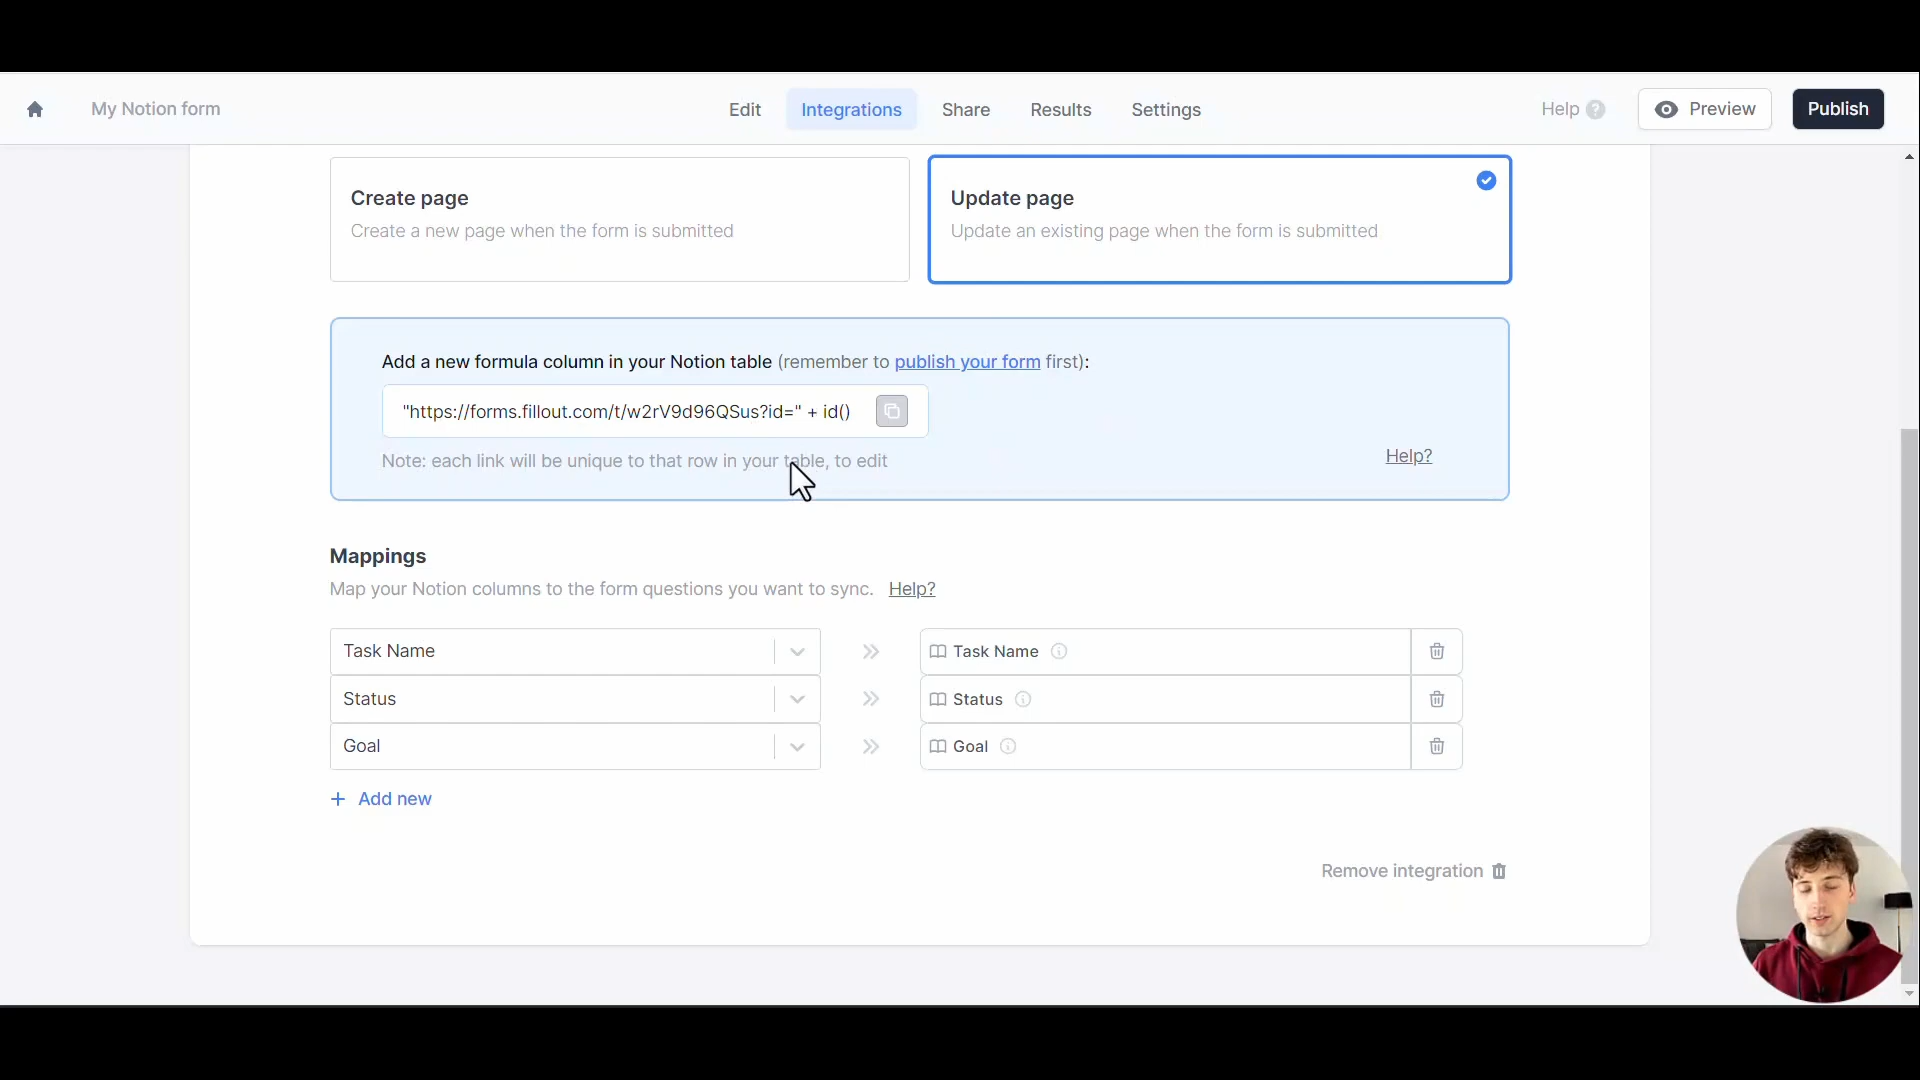 My Notion form
Edit
Integrations
Share
Results
Settings
Help ?
Preview
Publish
Create page
Create a new page when the form is submitted
Update page
Update an existing page when the form is submitted
Add a new formula column in your Notion table (remember to publish your form first):
"https://forms.fillout.com/t/w2rV9d96QSus?id=" + id()
Note: each link will be unique to that row in your table, to edit
Help?
Mappings
Map your Notion columns to the form questions you want to sync. Help?
Task Name
Task Name
Status
Status
Goal
Goal
+ Add new
Remove integration